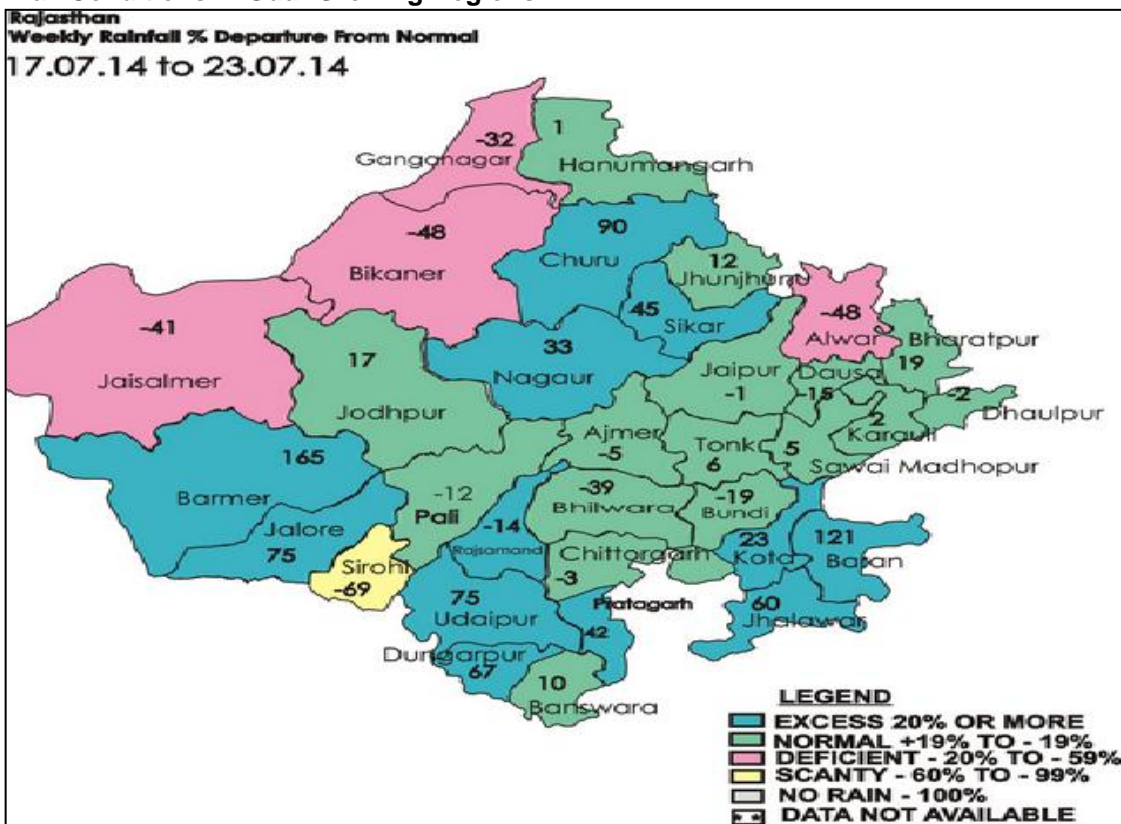 Rajasthan
Weekly Rainfall % Departure From Normal
17.07.14 to 23.07.14
-32
Ganganagar
1
Hanumangarh
-48
Bikaner
90
Churu
12
Jhunjhunu
45
Sikar
-48
Alwar
Bharatpur
19
-41
Jaisalmer
17
Jodhpur
33
Nagaur
Jaipur
-1
Dausa
-15
-2
Dhaulpur
2
Karauli
5
Sawai Madhopur
Ajmer
-5
Tonk
6
165
Barmer
-12
Pali
-39
Bhilwara
-19
Bundi
Jalore
75
-14
Rajsamand
Chittorgarh
-3
23
Kota
121
Baran
Sirohi
-69
75
Udaipur
Pratagarh
42
60
Jhalawar
Dungarpur
67
10
Banswara
LEGEND
EXCESS 20% OR MORE
NORMAL +19% TO - 19%
DEFICIENT - 20% TO - 59%
SCANTY - 60% TO - 99%
NO RAIN - 100%
DATA NOT AVAILABLE